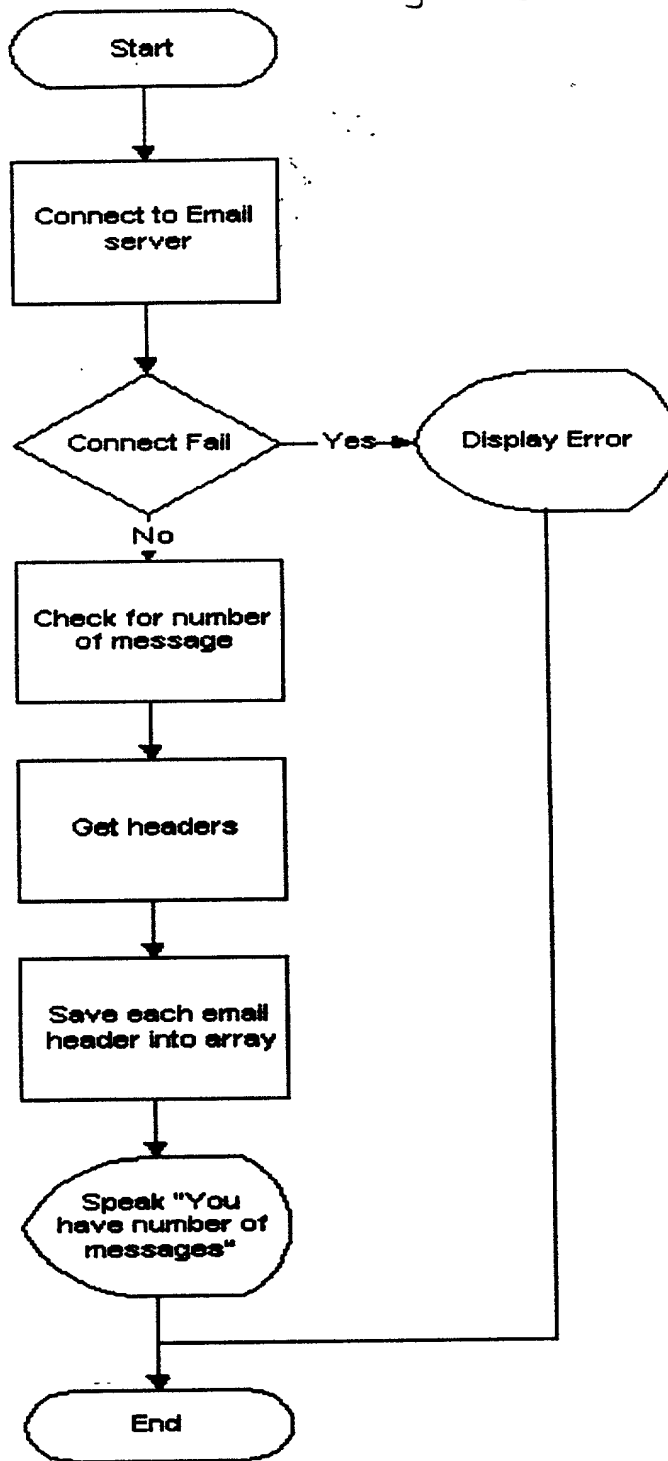 Start
Connect to Email
server
Connect Fail
Yes
Display Error
No
Check for number
of message
Get headers
Save each email
header into array
Speak "You
have number of
messages"
End